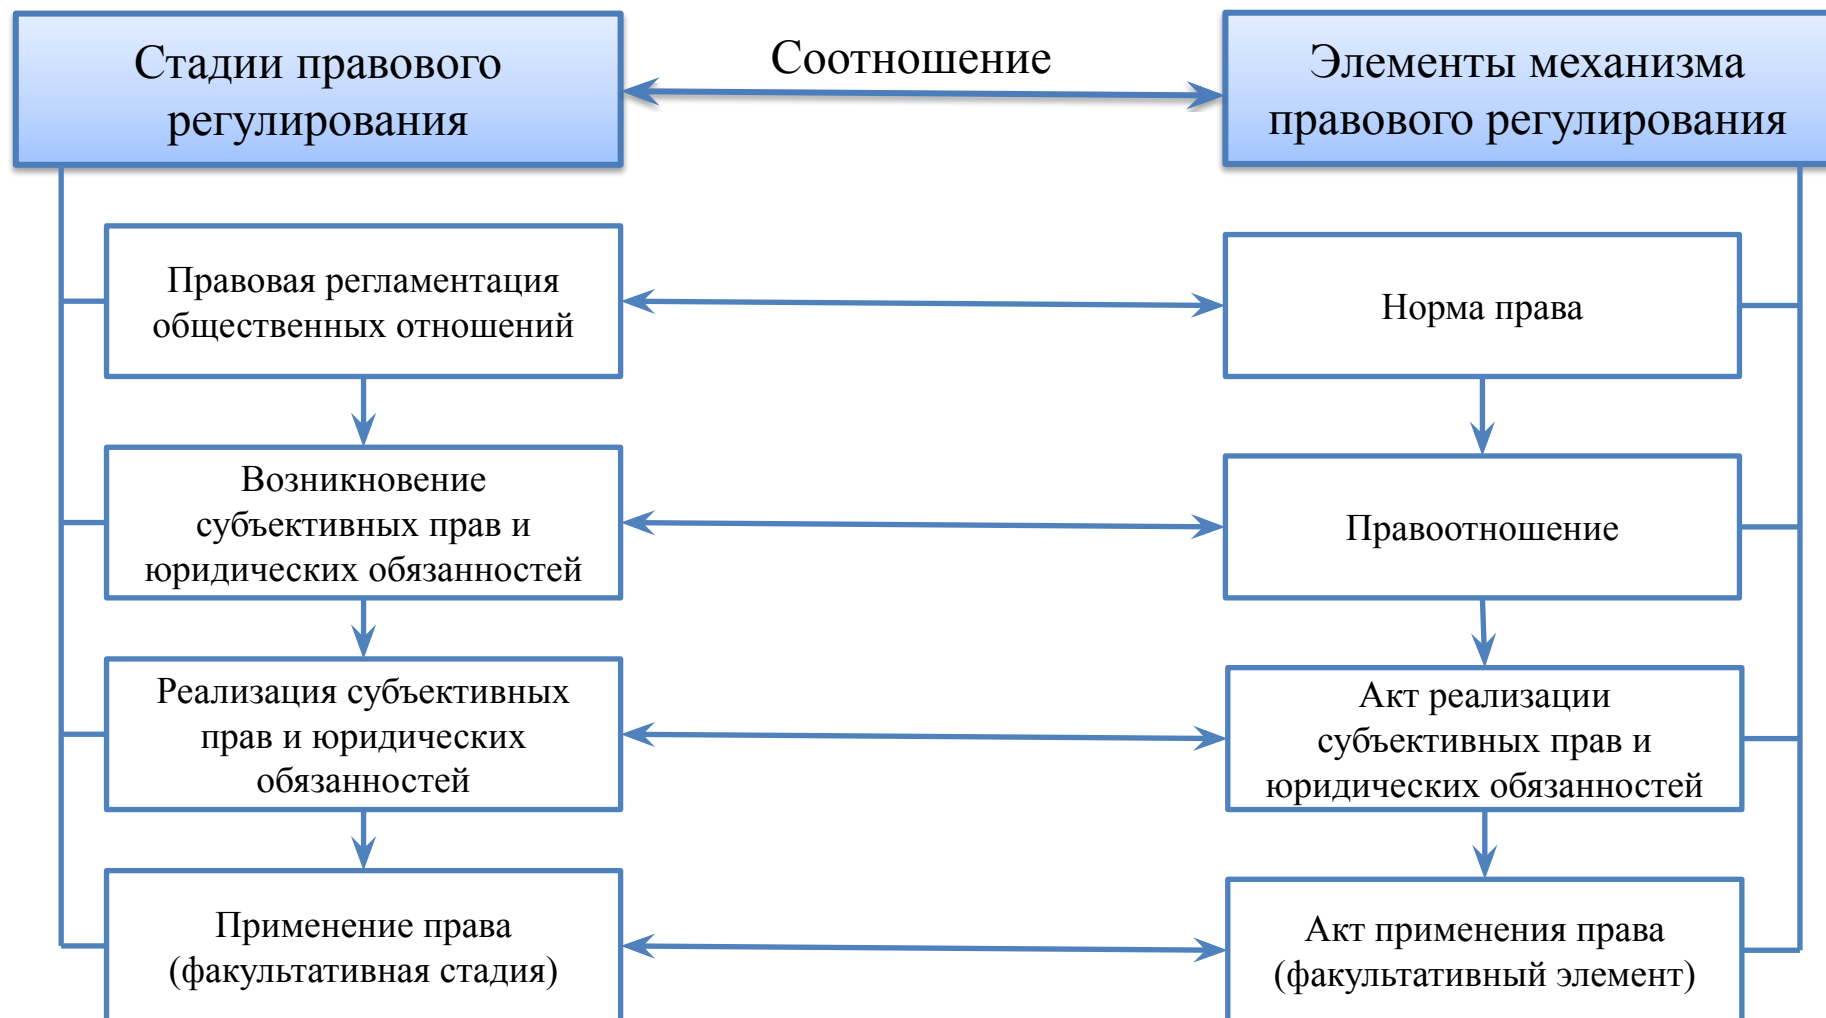 Стадии правового
регулирования
Соотношение
Элементы механизма
правового регулирования
Правовая регламентация
общественных отношений
Норма права
Возникновение
субъективных прав и
юридических обязанностей
Правоотношение
Реализация субъективных
прав и юридических
обязанностей
Акт реализации
субъективных прав и
юридических обязанностей
Применение права
(факультативная стадия)
Акт применения права
(факультативный элемент)